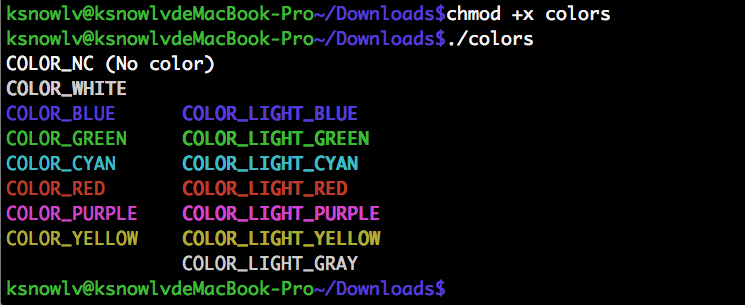 ksnowlv@ksnowlvdeMacBook-Pro~/Downloads$chmod +x colors
ksnowlv@ksnowlvdeMacBook-Pro~/Downloads$./colors
COLOR_NC (No color)
COLOR_WHITE
COLOR_BLUE COLOR_LIGHT_BLUE
COLOR_GREEN COLOR_LIGHT_GREEN
COLOR_CYAN COLOR_LIGHT_CYAN
COLOR_RED COLOR_LIGHT_RED
COLOR_PURPLE COLOR_LIGHT_PURPLE
COLOR_YELLOW COLOR_LIGHT_YELLOW
COLOR_LIGHT_GRAY
ksnowlv@ksnowlvdeMacBook-Pro~/Downloads$